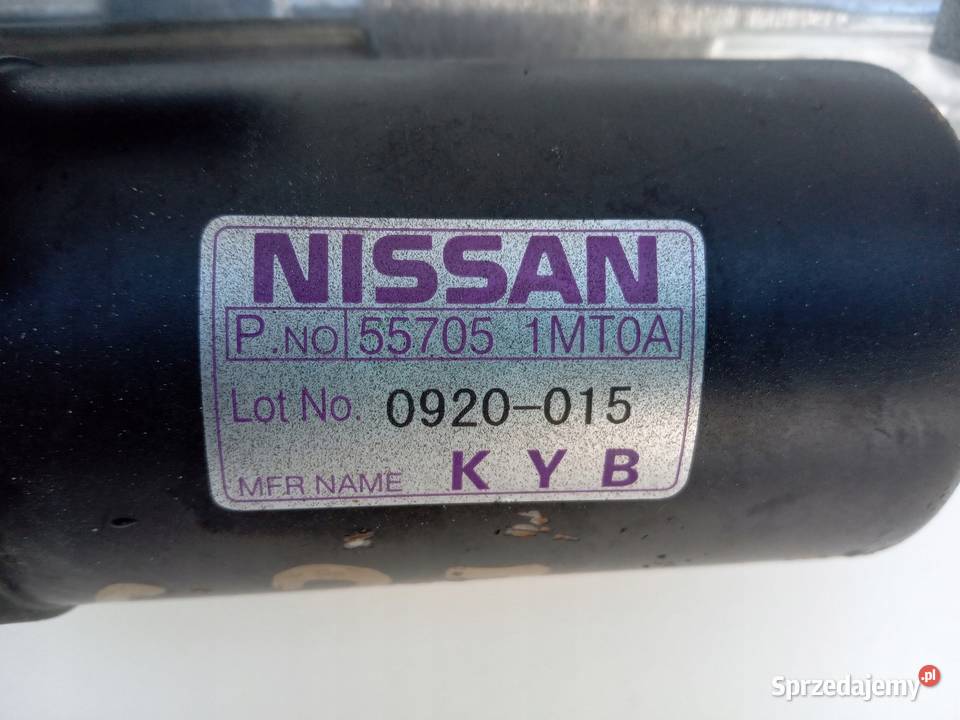 NISSAN
P.NO 55705 1MT0A
Lot No. 0920-015
MFR NAME K Y B
Sprzedajemy.pl